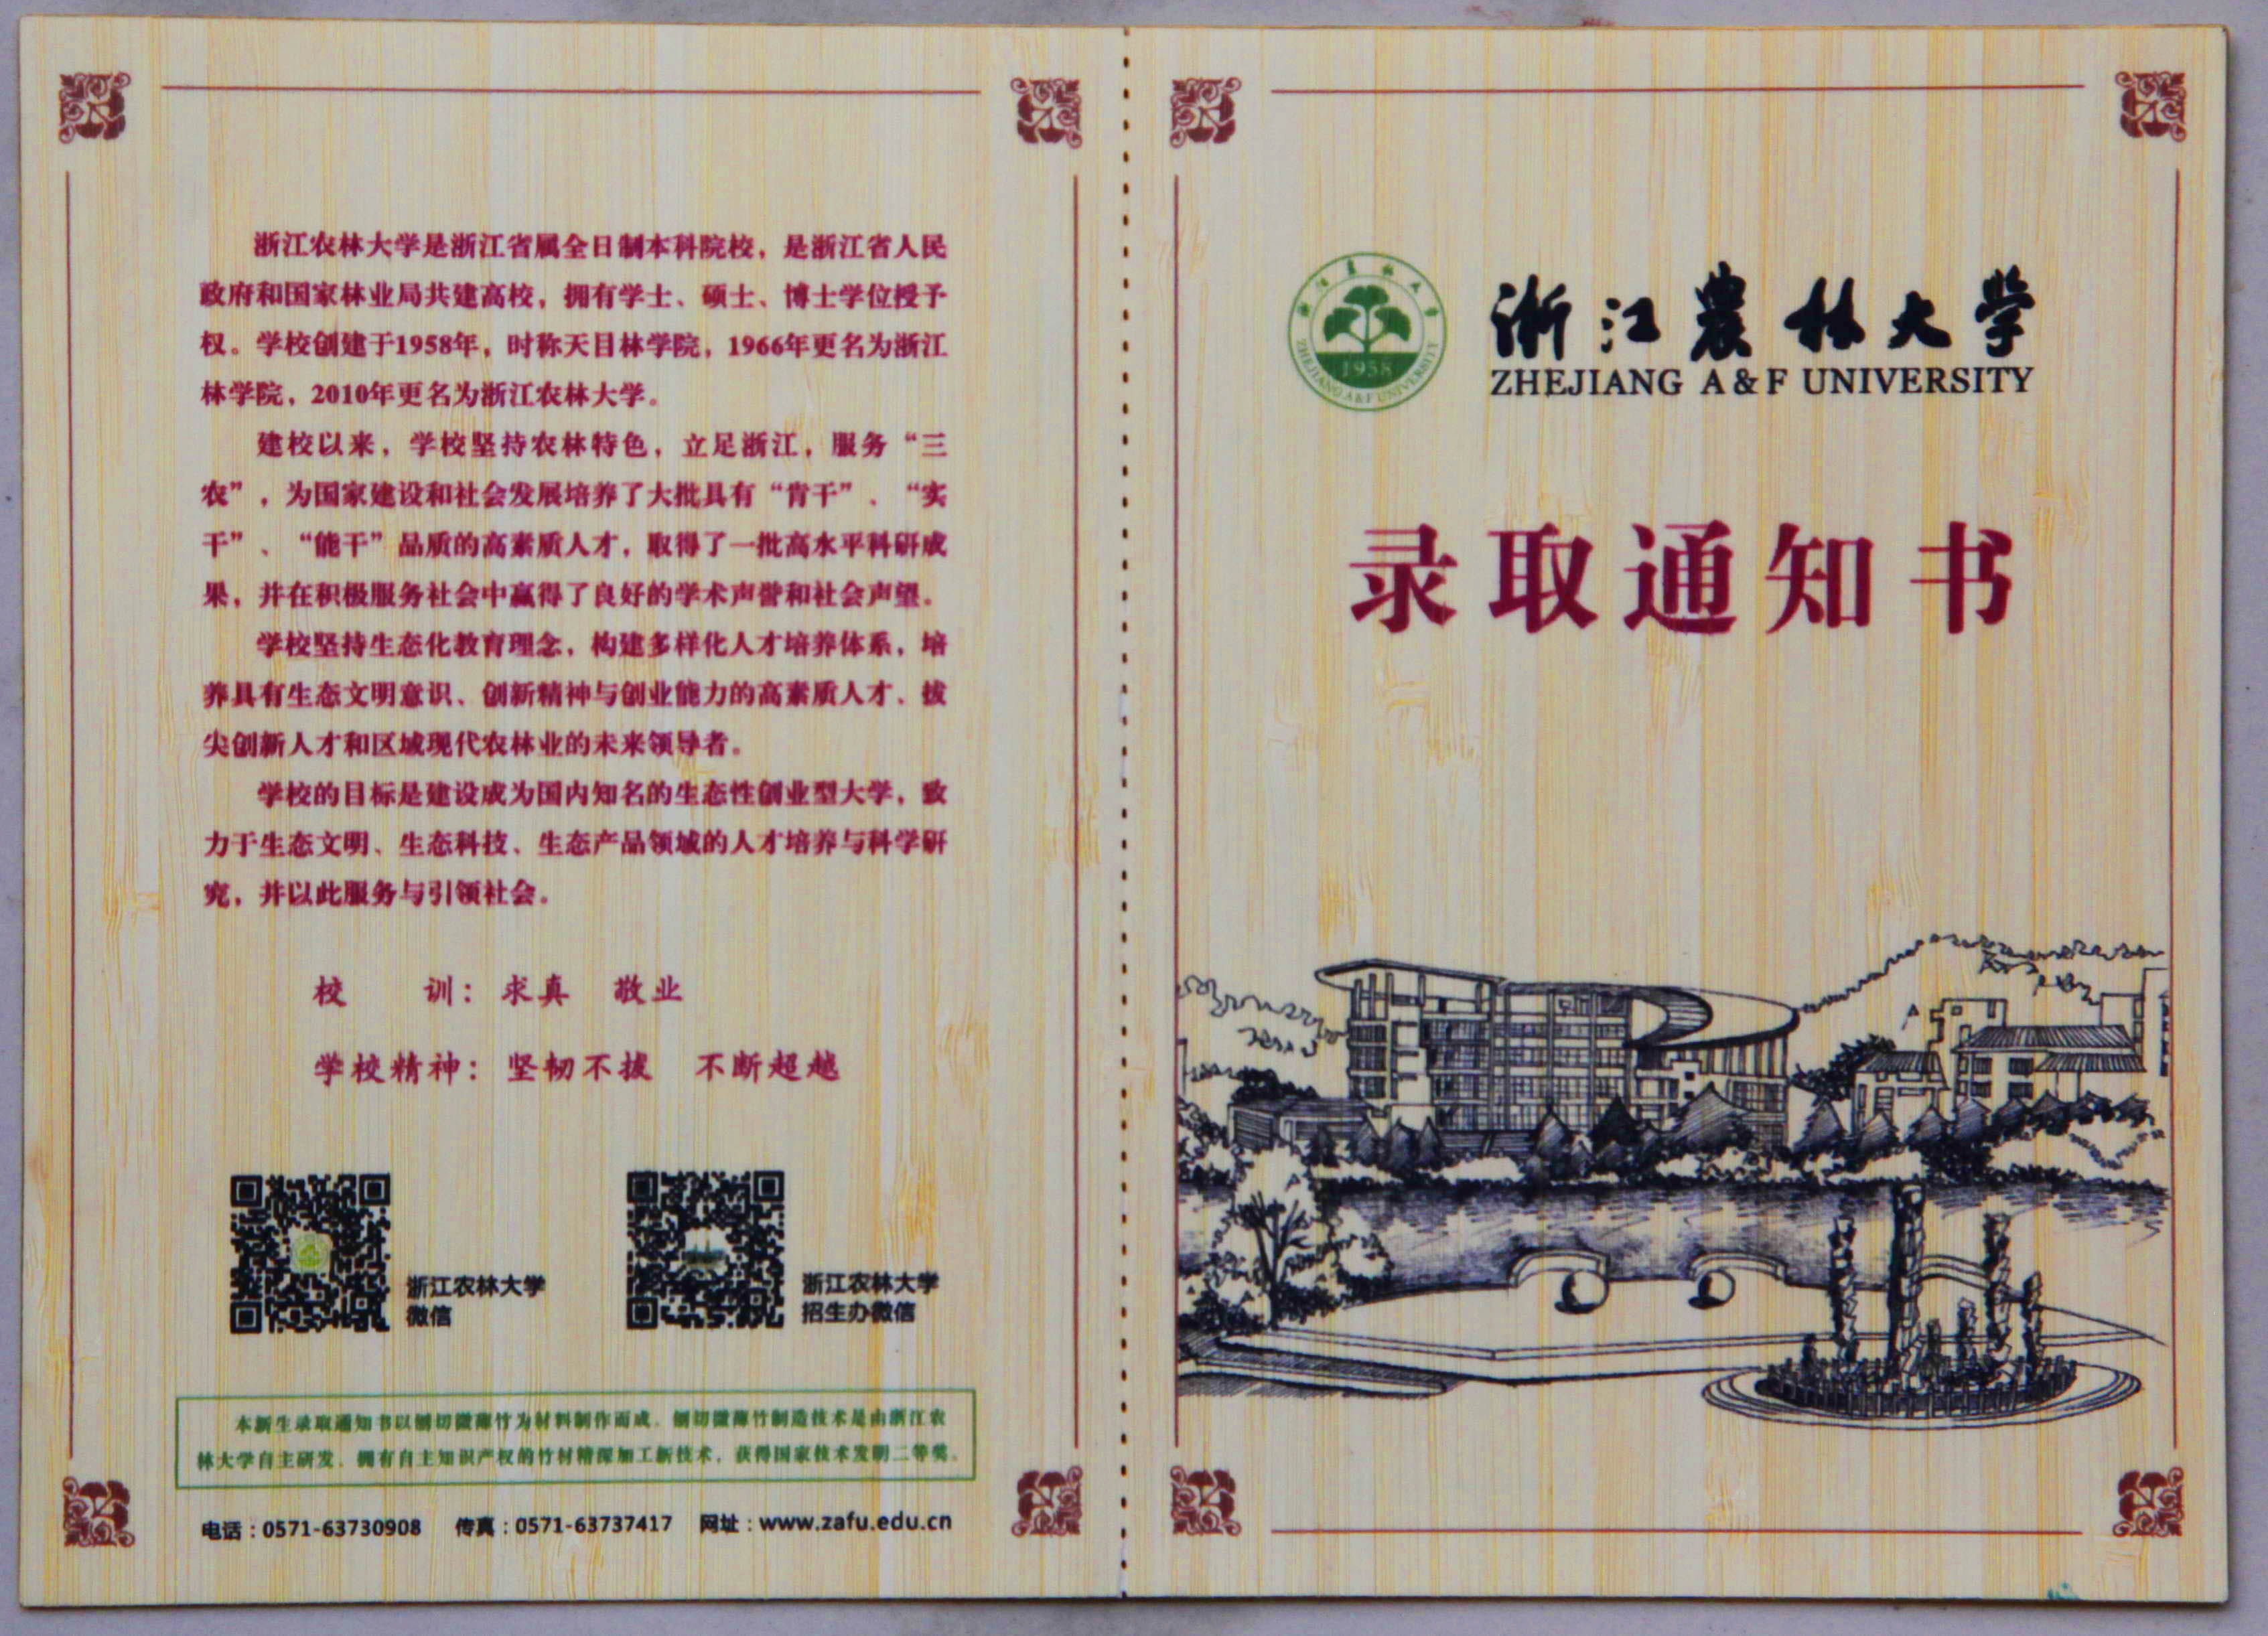 浙江农林大学是浙江省属全日制本科院校，是浙江省人民
政府和国家林业局共建高校，拥有学士、硕士、博士学位授予
权。学校创建于1958年，时称天目林学院，1966年更名为浙江
林学院，2010年更名为浙江农林大学。
建校以来，学校坚持农林特色，立足浙江，服务“三
农”，为国家建设和社会发展培养了大批具有“肯干”、“实
干”、“能干”品质的高素质人才，取得了一批高水平科研成
果，并在积极服务社会中赢得了良好的学术声誉和社会声望。
学校坚持生态化教育理念，构建多样化人才培养体系，培
养具有生态文明意识、创新精神与创业能力的高素质人才、拔
尖创新人才和区域现代农林业的未来领导者。
学校的目标是建设成为国内知名的生态性创业型大学，致
力于生态文明、生态科技、生态产品领域的人才培养与科学研
究，并以此服务与引领社会。
校 训：求真 敬业
学校精神：坚韧不拔 不断超越
浙江农林大学
微信
浙江农林大学
招生办微信
本新生录取通知书以刨切微薄竹为材料制作而成。刨切微薄竹制造技术是由浙江农
林大学自主研发、拥有自主知识产权的竹材精深加工新技术，获得国家技术发明二等奖。
电话：0571-63730908 传真：0571-63737417 网址：www.zafu.edu.cn
浙江农林大学
1958
ZHEJIANG A&F UNIVERSITY
浙江農林大学
ZHEJIANG A&F UNIVERSITY
录取通知书